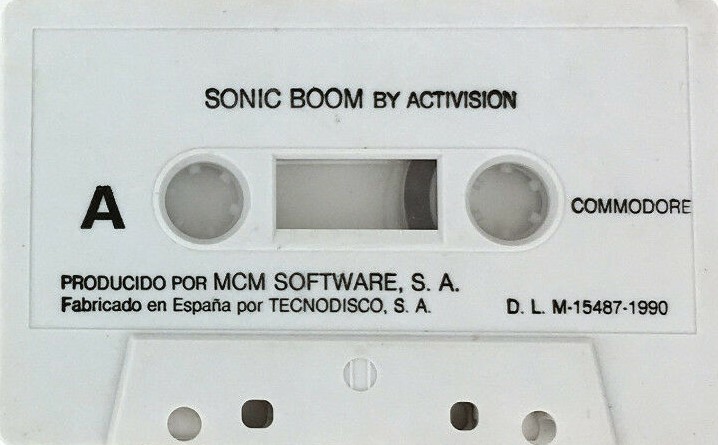 SONIC BOOM BY ACTIVISION
A
COMMODORE
PRODUCIDO POR MCM SOFTWARE, S. A.
Fabricado en España por TECNODISCO, S. A.
D. L. M-15487-1990